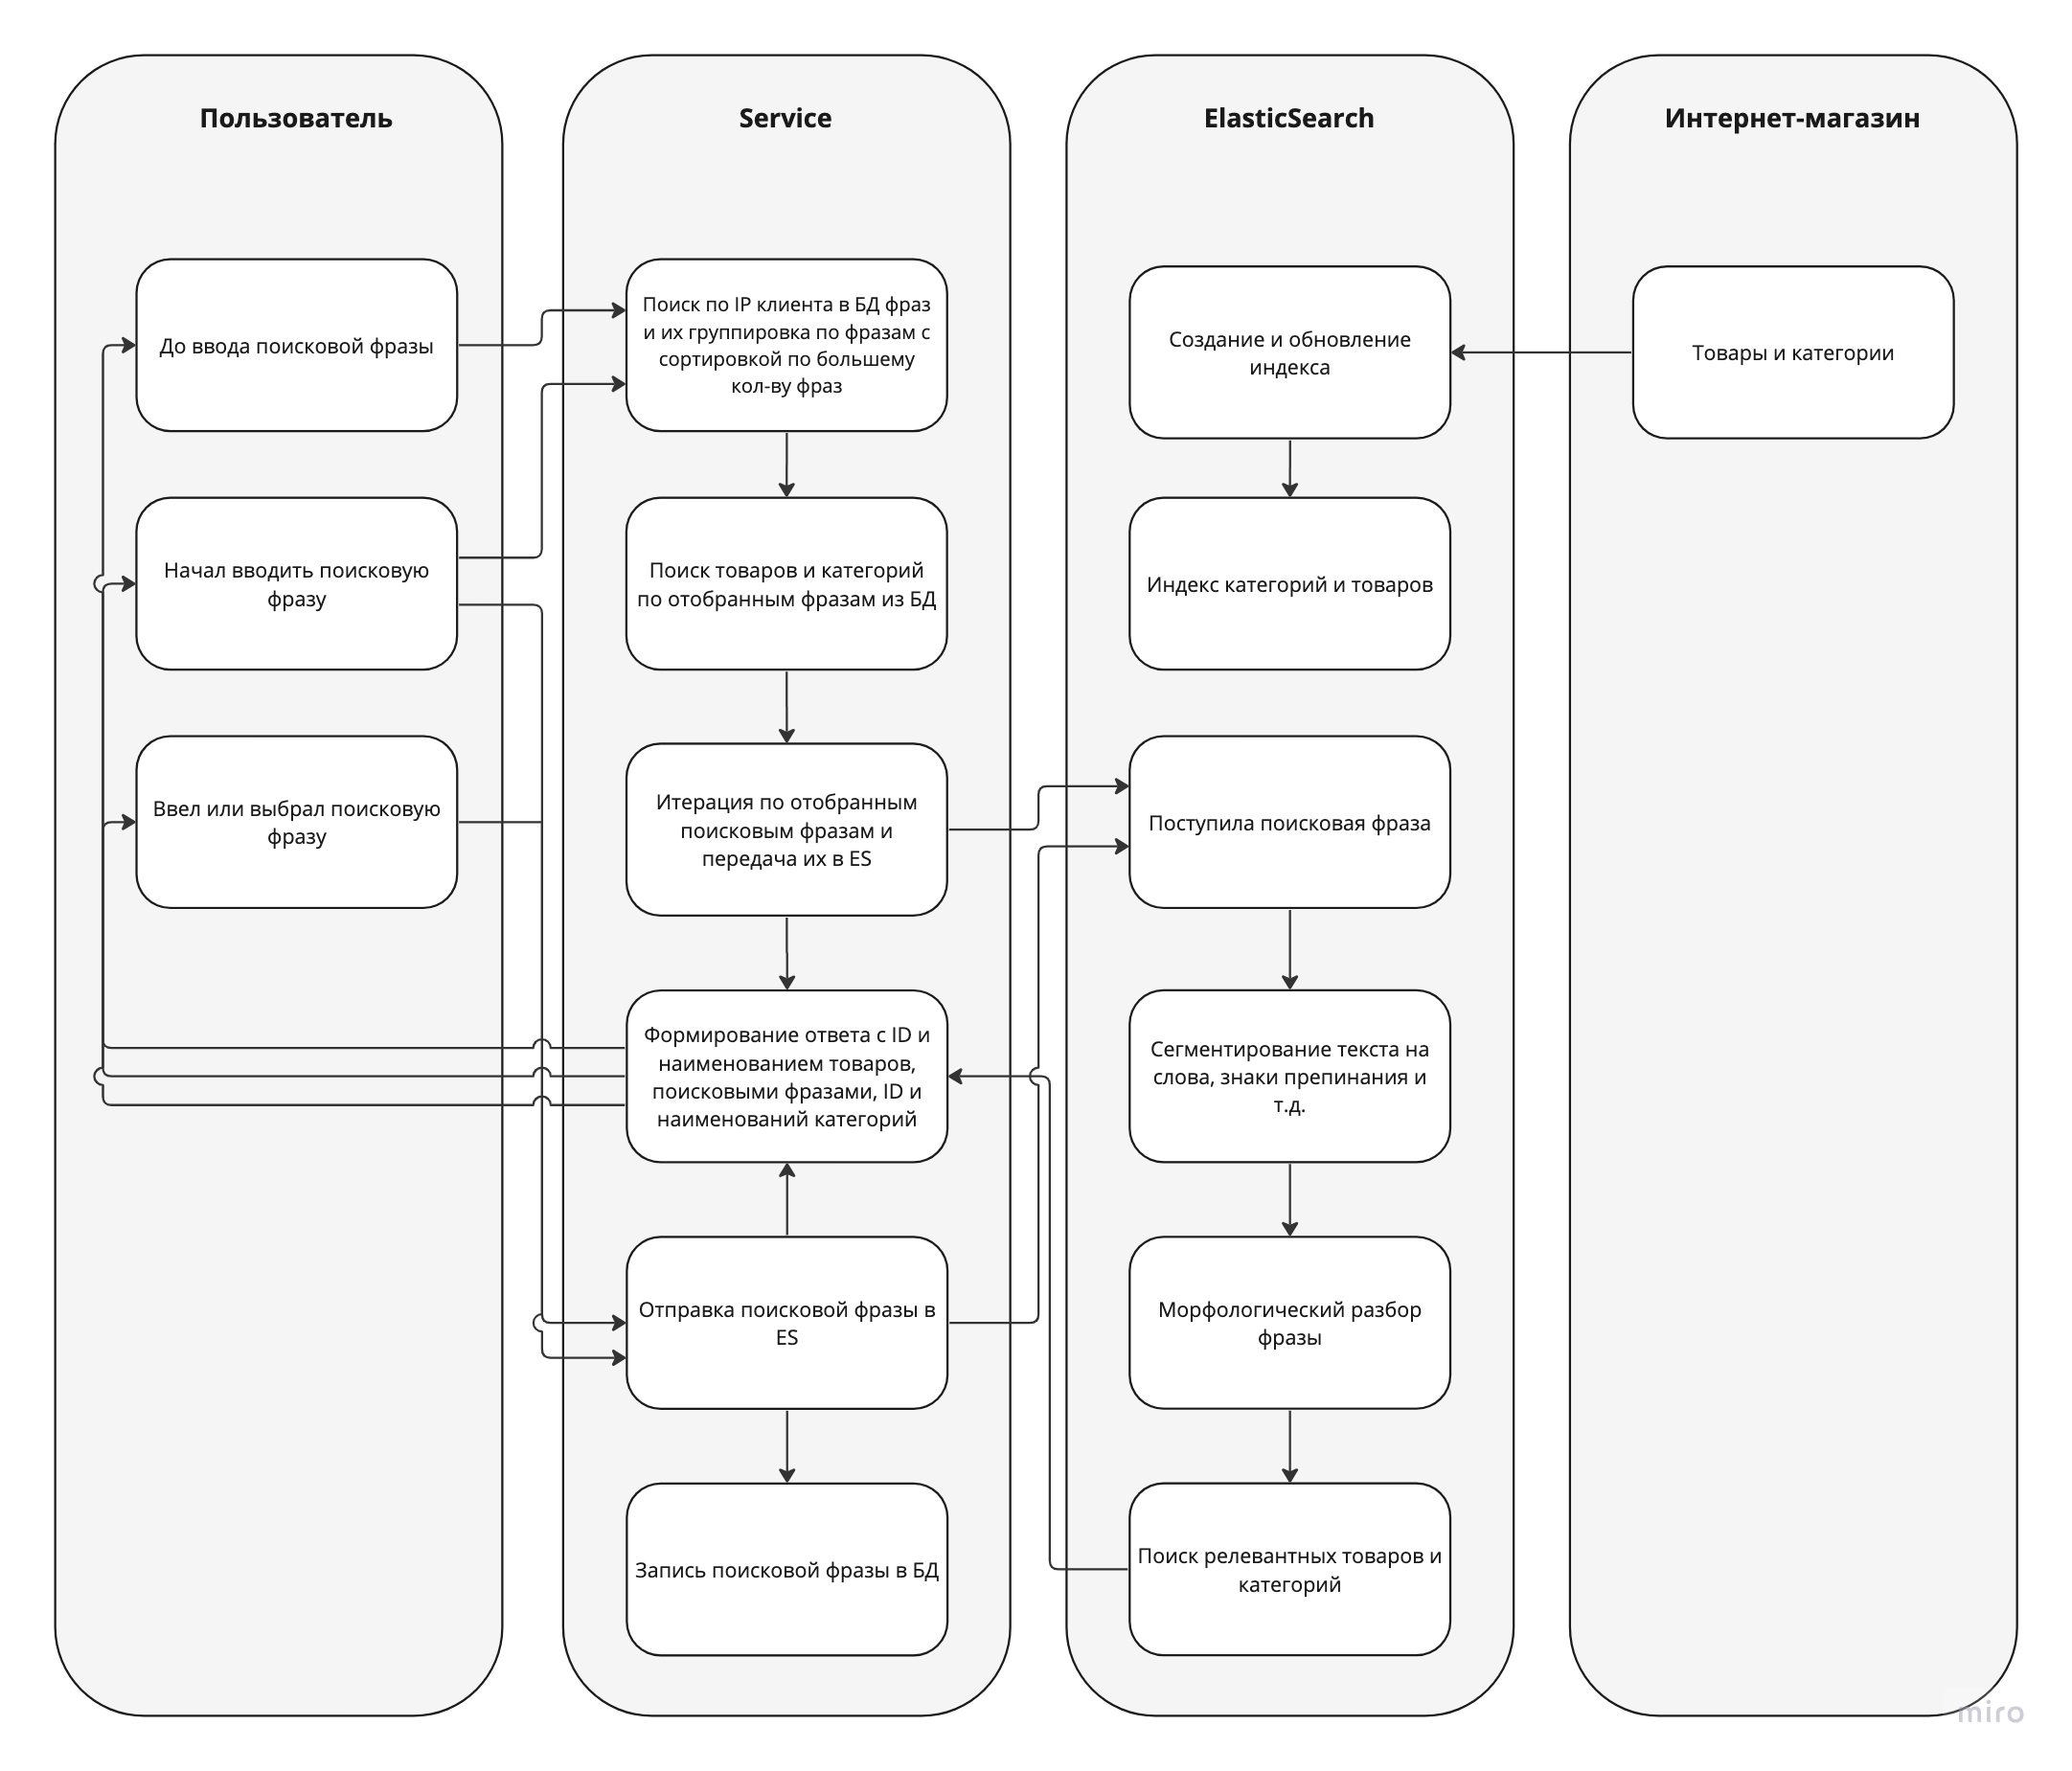 Пользователь
До ввода поисковой фразы
Начал вводить поисковую
фразу
Ввел или выбрал поисковую
фразу
Service
Поиск по IP клиента в БД фраз
и их группировка по фразам с
сортировкой по большему
кол-ву фраз
Поиск товаров и категорий
по отобранным фразам из БД
Итерация по отобранным
поисковым фразам и
передача их в ES
Формирование ответа с ID и
наименованием товаров,
поисковыми фразами, ID и
наименований категорий
Отправка поисковой фразы в
ES
Запись поисковой фразы в БД
ElasticSearch
Создание и обновление
индекса
Индекс категорий и товаров
Поступила поисковая фраза
Сегментирование текста на
слова, знаки препинания и
т.д.
Морфологический разбор
фразы
Поиск релевантных товаров и
категорий
Интернет-магазин
Товары и категории
miro